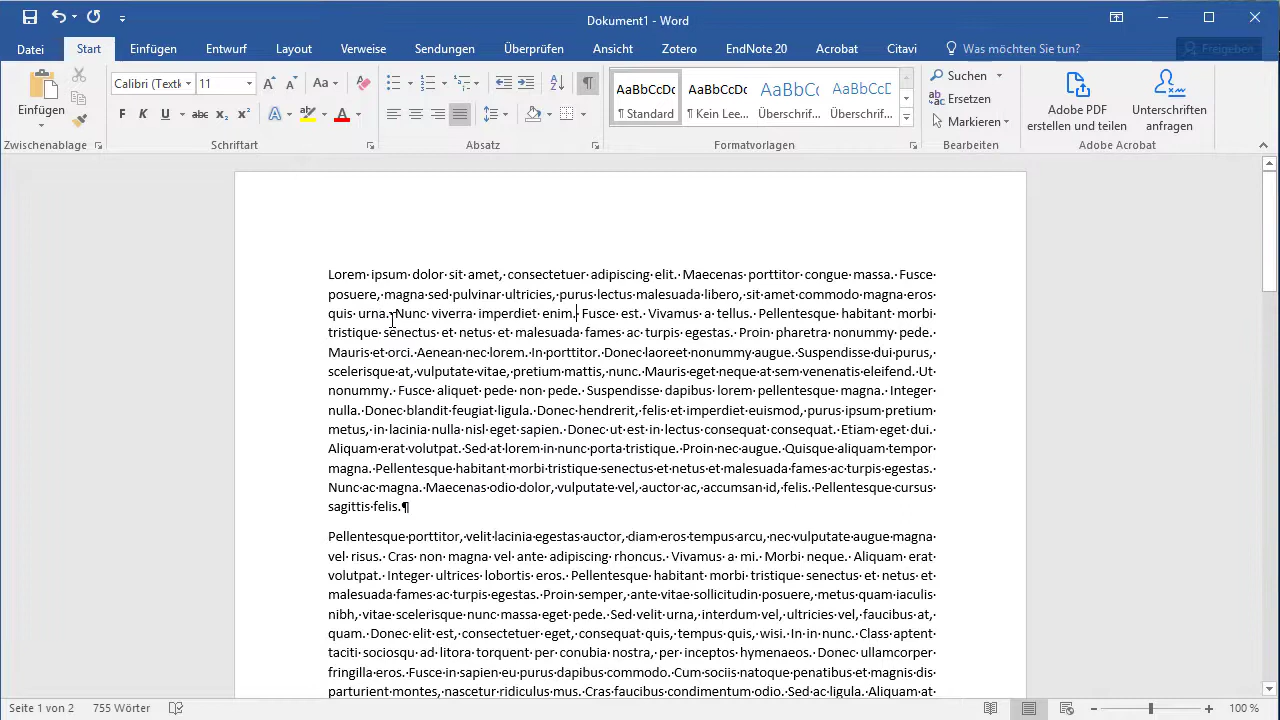 Dokument1 - Word
Datei Start Einfügen Entwurf Layout Verweise Sendungen Überprüfen Ansicht Zotero EndNote 20 Acrobat Citavi Was möchten Sie tun? Freigeben
Einfügen
Zwischenablage
Calibri (Textk 11 Aa
F K U abc x₂ x² A ab A
Schriftart
Absatz
AaBbCcDc AaBbCcDc AaBbCc AaBbCcD
¶ Standard ¶ Kein Lee... Überschrif... Überschrif...
Formatvorlagen
Suchen
Ersetzen
Markieren
Bearbeiten
Adobe PDF
erstellen und teilen
Unterschriften
anfragen
Adobe Acrobat
Lorem·ipsum·dolor·sit·amet,·consectetuer·adipiscing·elit.·Maecenas·porttitor·congue·massa.·Fusce·
posuere,·magna·sed·pulvinar·ultricies,·purus·lectus·malesuada·libero,·sit·amet·commodo·magna·eros·
quis·urna.·Nunc·viverra·imperdiet·enim.·Fusce·est.·Vivamus·a·tellus.·Pellentesque·habitant·morbi·
tristique·senectus·et·netus·et·malesuada·fames·ac·turpis·egestas.·Proin·pharetra·nonummy·pede.·
Mauris·et·orci.·Aenean·nec·lorem.·In·porttitor.·Donec·laoreet·nonummy·augue.·Suspendisse·dui·purus,·
scelerisque·at,·vulputate·vitae,·pretium·mattis,·nunc.·Mauris·eget·neque·at·sem·venenatis·eleifend.·Ut·
nonummy.·Fusce·aliquet·pede·non·pede.·Suspendisse·dapibus·lorem·pellentesque·magna.·Integer·
nulla.·Donec·blandit·feugiat·ligula.·Donec·hendrerit,·felis·et·imperdiet·euismod,·purus·ipsum·pretium·
metus,·in·lacinia·nulla·nisl·eget·sapien.·Donec·ut·est·in·lectus·consequat·consequat.·Etiam·eget·dui.·
Aliquam·erat·volutpat.·Sed·at·lorem·in·nunc·porta·tristique.·Proin·nec·augue.·Quisque·aliquam·tempor·
magna.·Pellentesque·habitant·morbi·tristique·senectus·et·netus·et·malesuada·fames·ac·turpis·egestas.·
Nunc·ac·magna.·Maecenas·odio·dolor,·vulputate·vel,·auctor·ac,·accumsan·id,·felis.·Pellentesque·cursus·
sagittis·felis.¶
Pellentesque·porttitor,·velit·lacinia·egestas·auctor,·diam·eros·tempus·arcu,·nec·vulputate·augue·magna·
vel·risus.·Cras·non·magna·vel·ante·adipiscing·rhoncus.·Vivamus·a·mi.·Morbi·neque.·Aliquam·erat·
volutpat.·Integer·ultrices·lobortis·eros.·Pellentesque·habitant·morbi·tristique·senectus·et·netus·et·
malesuada·fames·ac·turpis·egestas.·Proin·semper,·ante·vitae·sollicitudin·posuere,·metus·quam·iaculis·
nibh,·vitae·scelerisque·nunc·massa·eget·pede.·Sed·velit·urna,·interdum·vel,·ultricies·vel,·faucibus·at,·
quam.·Donec·elit·est,·consectetuer·eget,·consequat·quis,·tempus·quis,·wisi.·In·in·nunc.·Class·aptent·
taciti·sociosqu·ad·litora·torquent·per·conubia·nostra,·per·inceptos·hymenaeos.·Donec·ullamcorper·
fringilla·eros.·Fusce·in·sapien·eu·purus·dapibus·commodo.·Cum·sociis·natoque·penatibus·et·magnis·dis·
parturient·montes,·nascetur·ridiculus·mus.·Cras·faucibus·condimentum·odio.·Sed·ac·ligula.·Aliquam·at·
Seite 1 von 2 755 Wörter 100 %